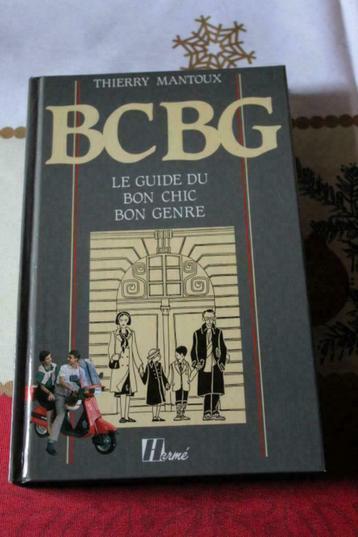 THIERRY MANTOUX
BCBG
LE GUIDE DU
BON CHIC
BON GENRE
Hermé